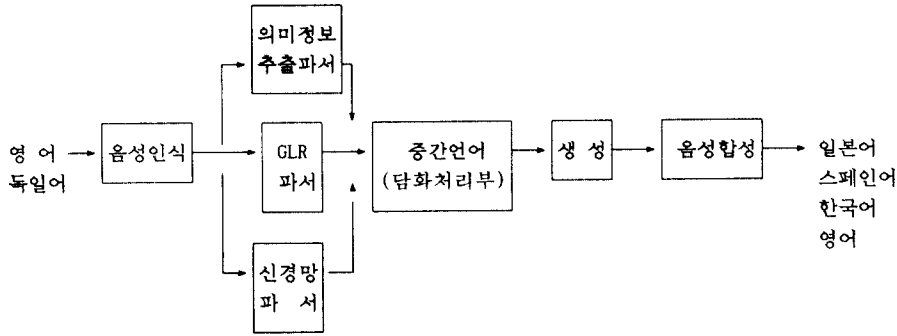 의미정보
추출파서
영 어
독일어
음성인식
GLR
파서
중간언어
(담화처리부)
생 성
음성합성
일본어
스페인어
한국어
영어
신경망
파 서